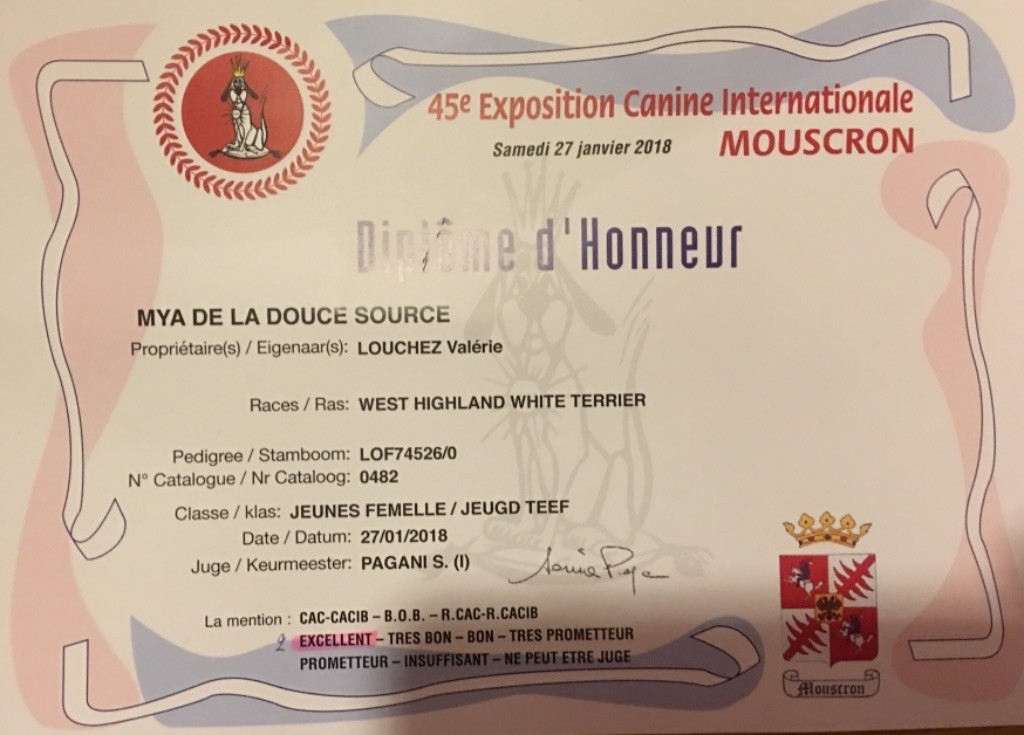 45e Exposition Canine Internationale
Samedi 27 janvier 2018 MOUSCRON
Diplôme d'Honneur
MYA DE LA DOUCE SOURCE
Propriétaire(s) / Eigenaar(s): LOUCHEZ Valérie
Races / Ras: WEST HIGHLAND WHITE TERRIER
Pedigree / Stamboom: LOF74526/0
N° Catalogue / Nr Cataloog: 0482
Classe / klas: JEUNES FEMELLE / JEUGD TEEF
Date / Datum: 27/01/2018
Juge / Keurmeester: PAGANI S. (I)
La mention : CAC-CACIB – B.O.B. – R.CAC-R.CACIB
2 EXCELLENT – TRES BON – BON – TRES PROMETTEUR
PROMETTEUR – INSUFFISANT – NE PEUT ETRE JUGE
Mouscron